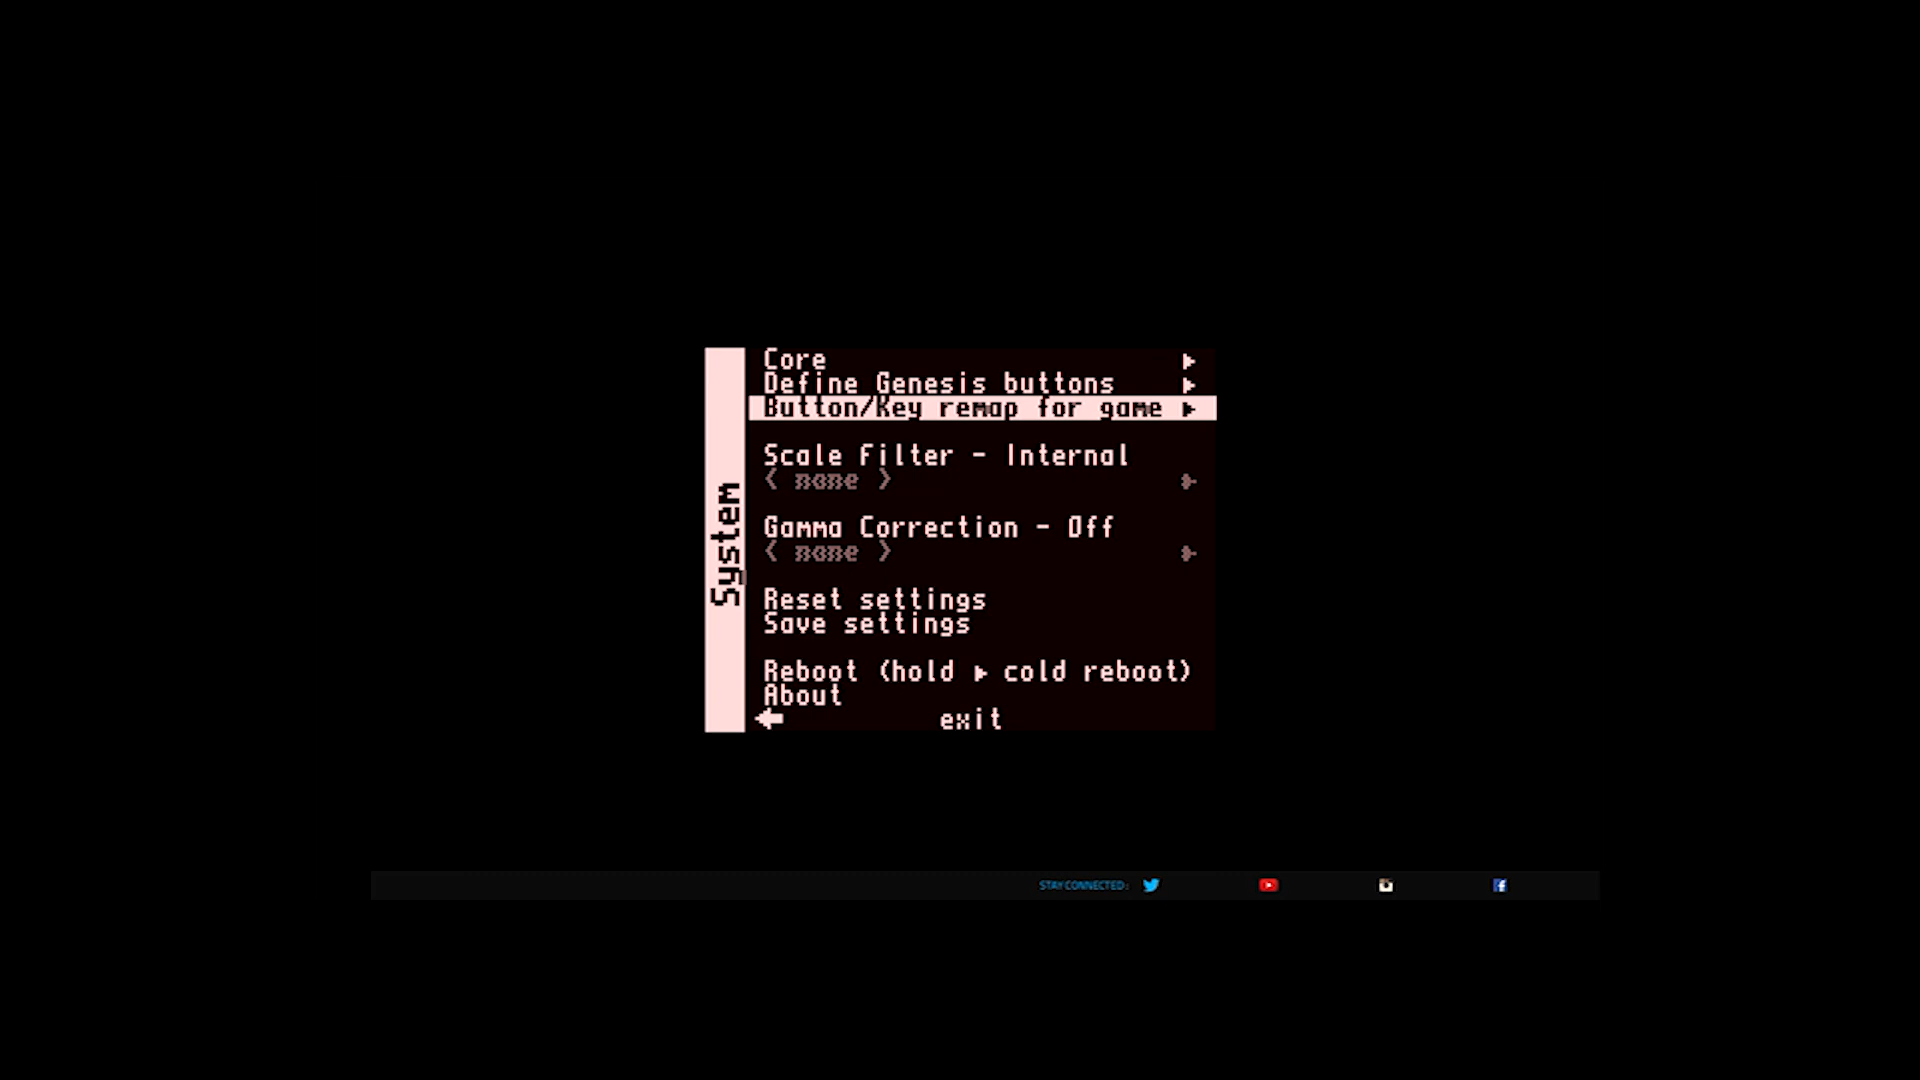 System
Core
Define Genesis buttons
Button/Key remap for game
Scale Filter - Internal
< none >
Gamma Correction - Off
< none >
Reset settings
Save settings
Reboot (hold ▸ cold reboot)
About
exit
STAY CONNECTED: